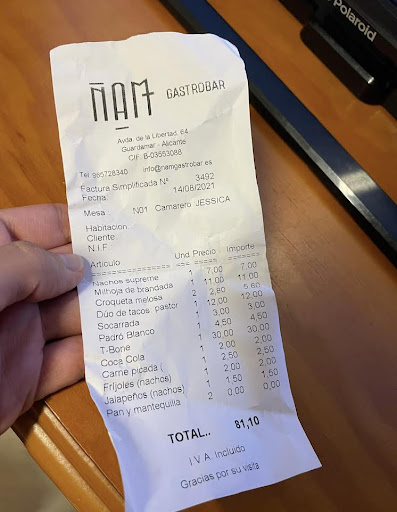 Polaroid
ÑAM GASTROBAR
Avda. de la Libertad, 64
Guardamar - Alicante
CIF. B-03553088
Tel 965728340 info@namgastrobar.es
Factura Simplificada Nº 3492
Fecha: 14/08/2021
Mesa : N01 Camarero JESSICA
Habitacion:
Cliente:
N.I.F.:
Articulo Und Precio Importe
Nachos supreme 1 7,00 7,00
Milhoja de brandada 1 11,00 11,00
Croqueta melosa 2 2,80 5,60
Dúo de tacos. pastor 1 12,00 12,00
Socarrada 1 3,00 3,00
Padró Blanco 1 4,50 4,50
T-Bone 1 30,00 30,00
Coca Cola 1 2,00 2,00
Carne picada ( 1 2,50 2,50
Frijoles (nachos) 1 2,00 2,00
Jalapeños (nachos) 1 1,50 1,50
Pan y mantequilla 2 0,00 0,00
TOTAL.. 81,10
I.V.A. Incluido
Gracias por su visita